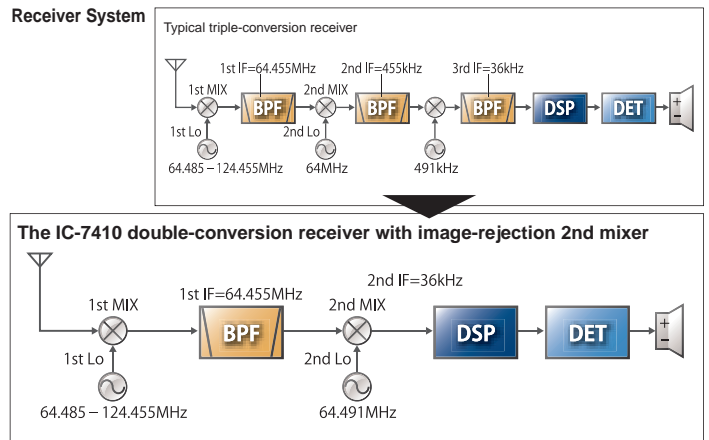 Receiver System
Typical triple-conversion receiver
1st IF=64.455MHz
2nd IF=455kHz
3rd IF=36kHz
1st MIX
BPF
2nd MIX
BPF
BPF
DSP
DET
+
−
1st Lo
2nd Lo
64.485 – 124.455MHz
64MHz
491kHz
The IC-7410 double-conversion receiver with image-rejection 2nd mixer
1st MIX
1st IF=64.455MHz
2nd MIX
2nd IF=36kHz
BPF
DSP
DET
+
−
1st Lo
2nd Lo
64.485 – 124.455MHz
64.491MHz